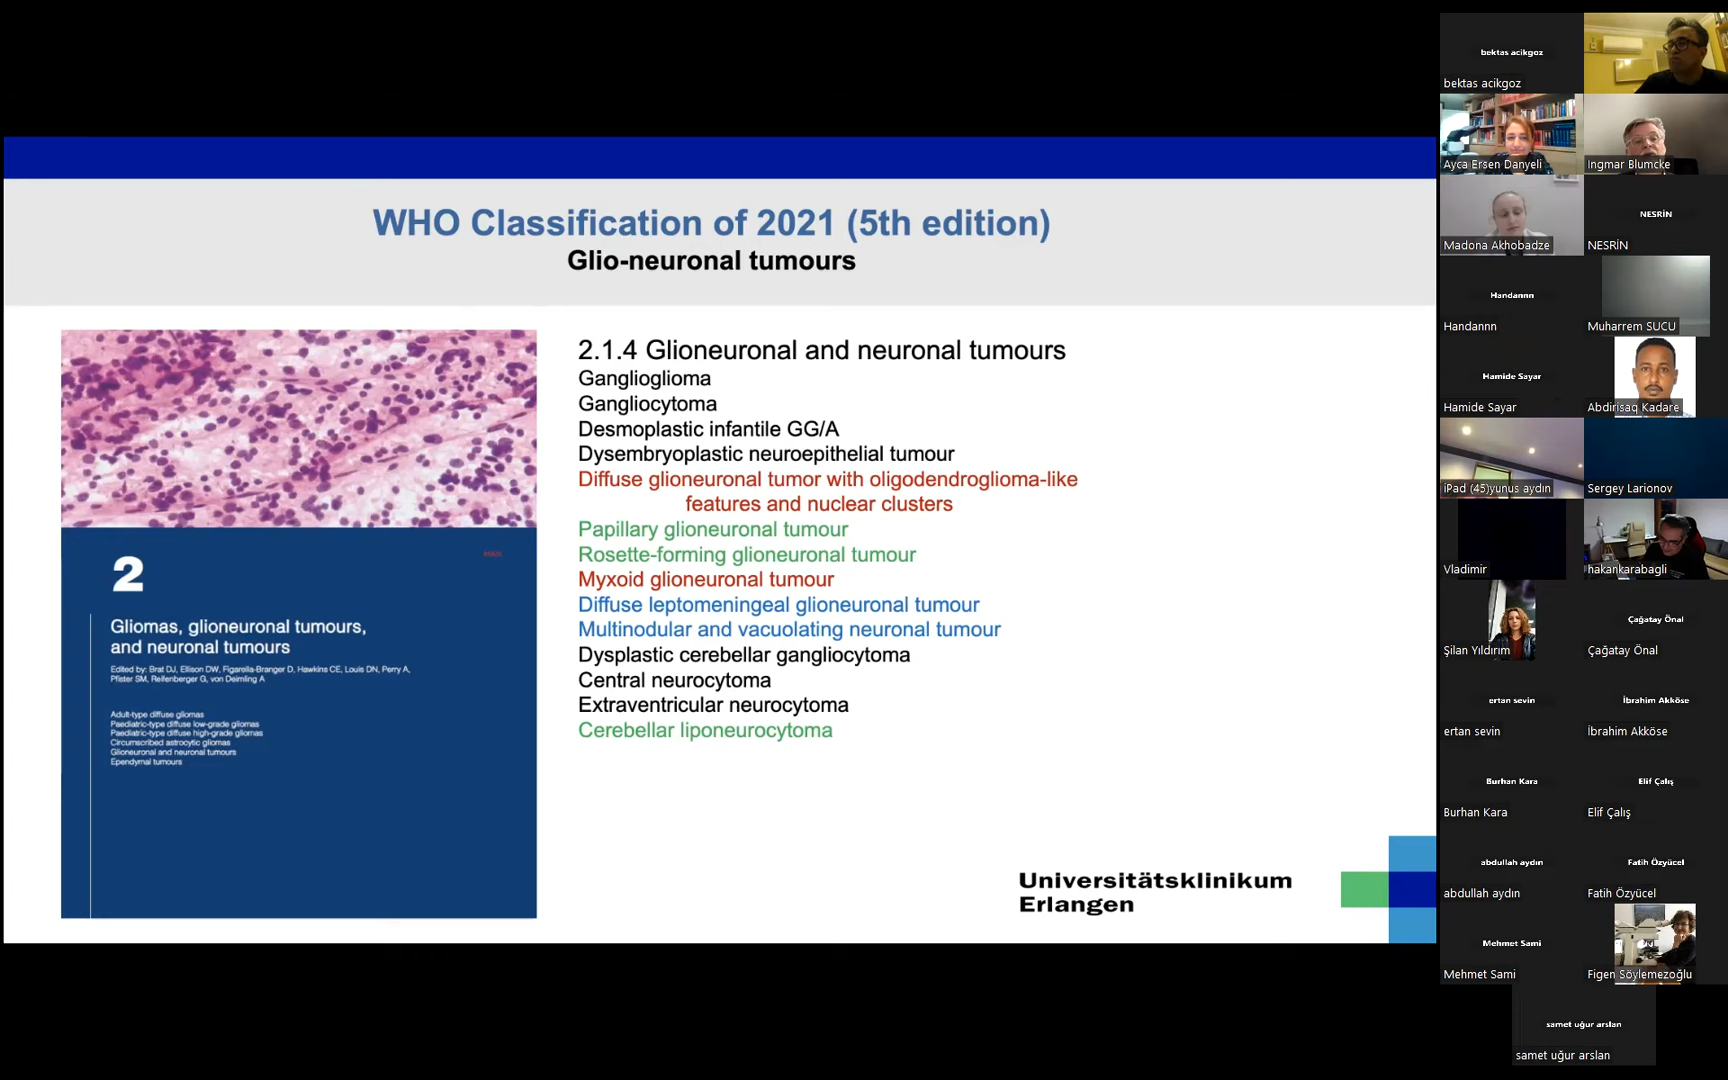 WHO Classification of 2021 (5th edition)
Glio-neuronal tumours
2
Gliomas, glioneuronal tumours,
and neuronal tumours
Edited by: Brat DJ, Ellison DW, Figarella-Branger D, Hawkins CE, Louis DN, Perry A,
Pfister SM, Reifenberger G, von Deimling A
Adult-type diffuse gliomas
Paediatric-type diffuse low-grade gliomas
Paediatric-type diffuse high-grade gliomas
Circumscribed astrocytic gliomas
Glioneuronal and neuronal tumours
Ependymal tumours
2.1.4 Glioneuronal and neuronal tumours
Ganglioglioma
Gangliocytoma
Desmoplastic infantile GG/A
Dysembryoplastic neuroepithelial tumour
Diffuse glioneuronal tumor with oligodendroglioma-like
features and nuclear clusters
Papillary glioneuronal tumour
Rosette-forming glioneuronal tumour
Myxoid glioneuronal tumour
Diffuse leptomeningeal glioneuronal tumour
Multinodular and vacuolating neuronal tumour
Dysplastic cerebellar gangliocytoma
Central neurocytoma
Extraventricular neurocytoma
Cerebellar liponeurocytoma
Universitätsklinikum
Erlangen
bektas acikgoz
bektas acikgoz
Ayca Ersen Danyeli
Ingmar Blumcke
Madona Akhobadze
NESRİN
NESRİN
Handannn
Handannn
Muharrem SUCU
Hamide Sayar
Hamide Sayar
Abdirisaq Kadare
iPad (45)yunus aydın
Sergey Larionov
Vladimir
hakankarabagli
Şilan Yıldırım
Çağatay Önal
Çağatay Önal
ertan sevin
ertan sevin
İbrahim Akköse
İbrahim Akköse
Burhan Kara
Burhan Kara
Elif Çalış
Elif Çalış
abdullah aydın
abdullah aydın
Fatih Özyücel
Fatih Özyücel
Mehmet Sami
Mehmet Sami
Figen Söylemezoğlu
samet uğur arslan
samet uğur arslan